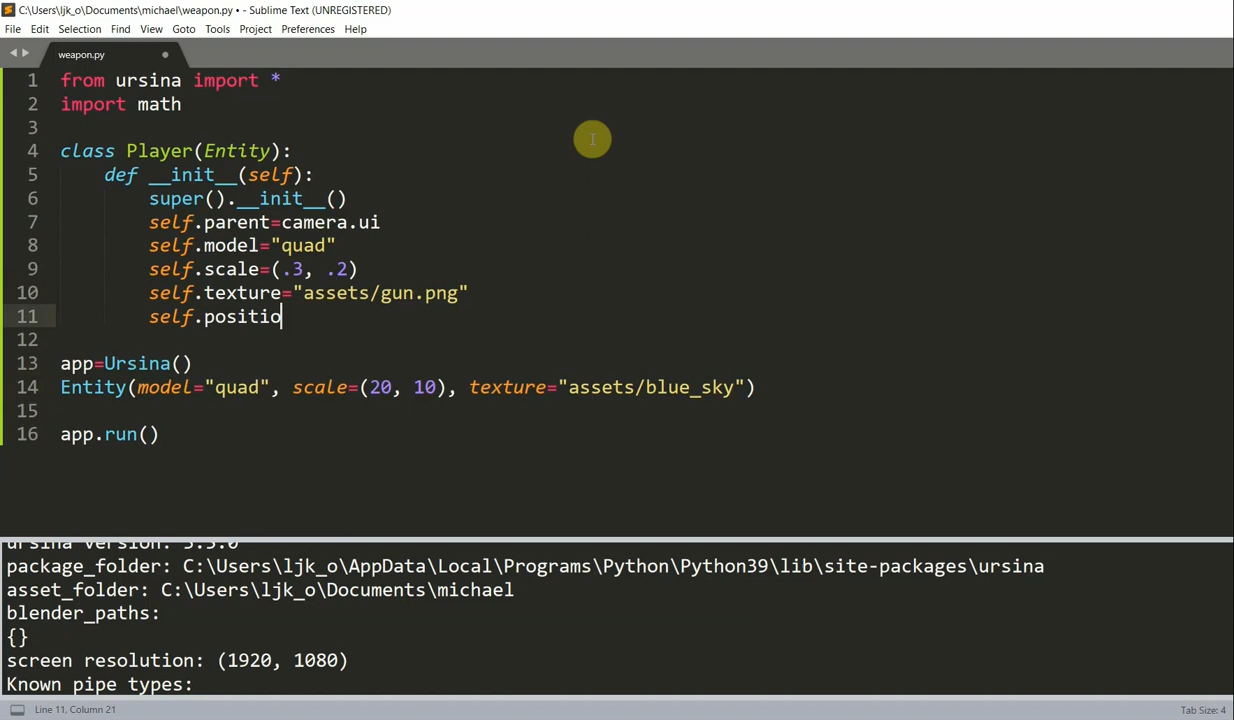 C:\Users\ljk_o\Documents\michael\weapon.py • - Sublime Text (UNREGISTERED)
File Edit Selection Find View Goto Tools Project Preferences Help
weapon.py
1 from ursina import *
2 import math
3
4 class Player(Entity):
5 def __init__(self):
6 super().__init__()
7 self.parent=camera.ui
8 self.model="quad"
9 self.scale=(.3, .2)
10 self.texture="assets/gun.png"
11 self.positio
12
13 app=Ursina()
14 Entity(model="quad", scale=(20, 10), texture="assets/blue_sky")
15
16 app.run()
ursina version: 3.3.0
package_folder: C:\Users\ljk_o\AppData\Local\Programs\Python\Python39\lib\site-packages\ursina
asset_folder: C:\Users\ljk_o\Documents\michael
blender_paths:
{}
screen resolution: (1920, 1080)
Known pipe types:
Line 11, Column 21
Tab Size: 4